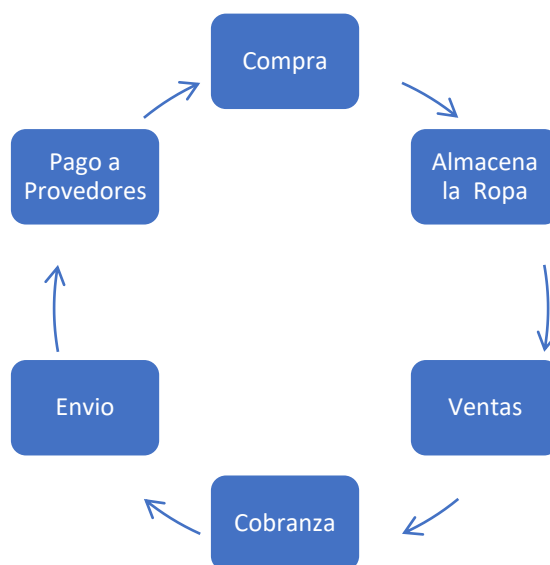 Compra
Almacena
la Ropa
Ventas
Cobranza
Envio
Pago a
Provedores